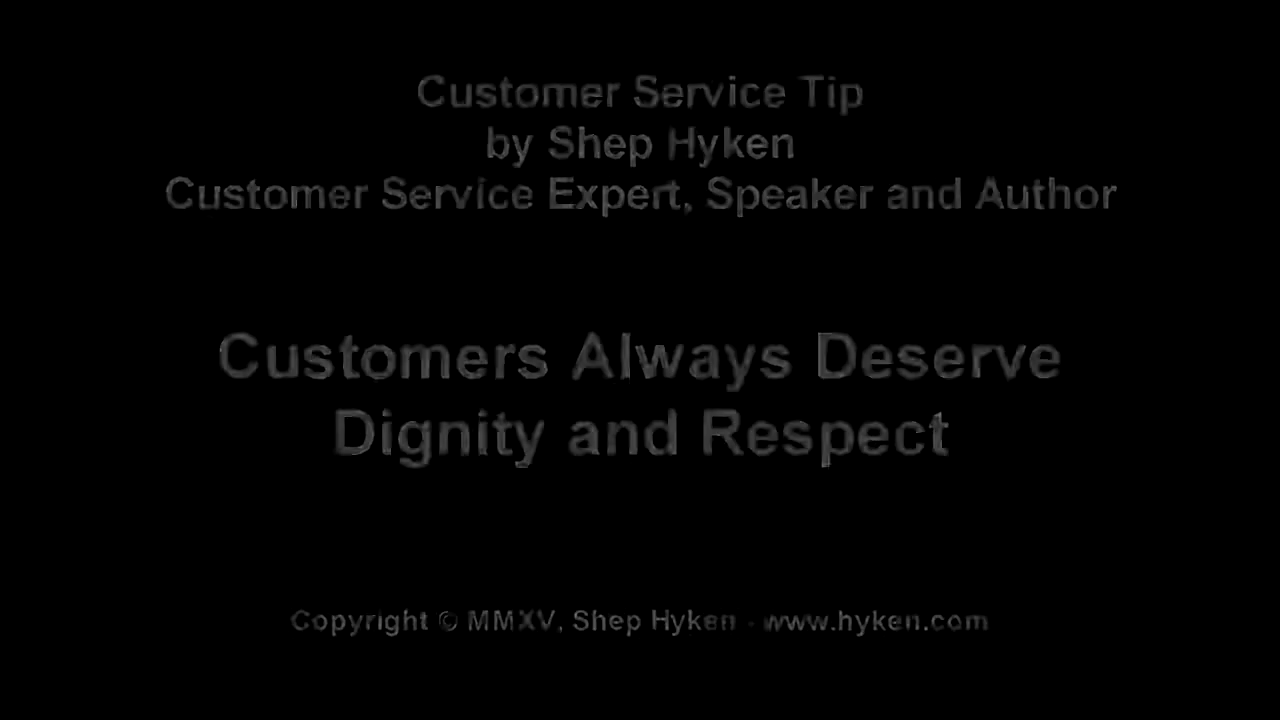 Customer Service Tip
by Shep Hyken
Customer Service Expert, Speaker and Author
Customers Always Deserve
Dignity and Respect
Copyright © MMXV, Shep Hyken - www.hyken.com